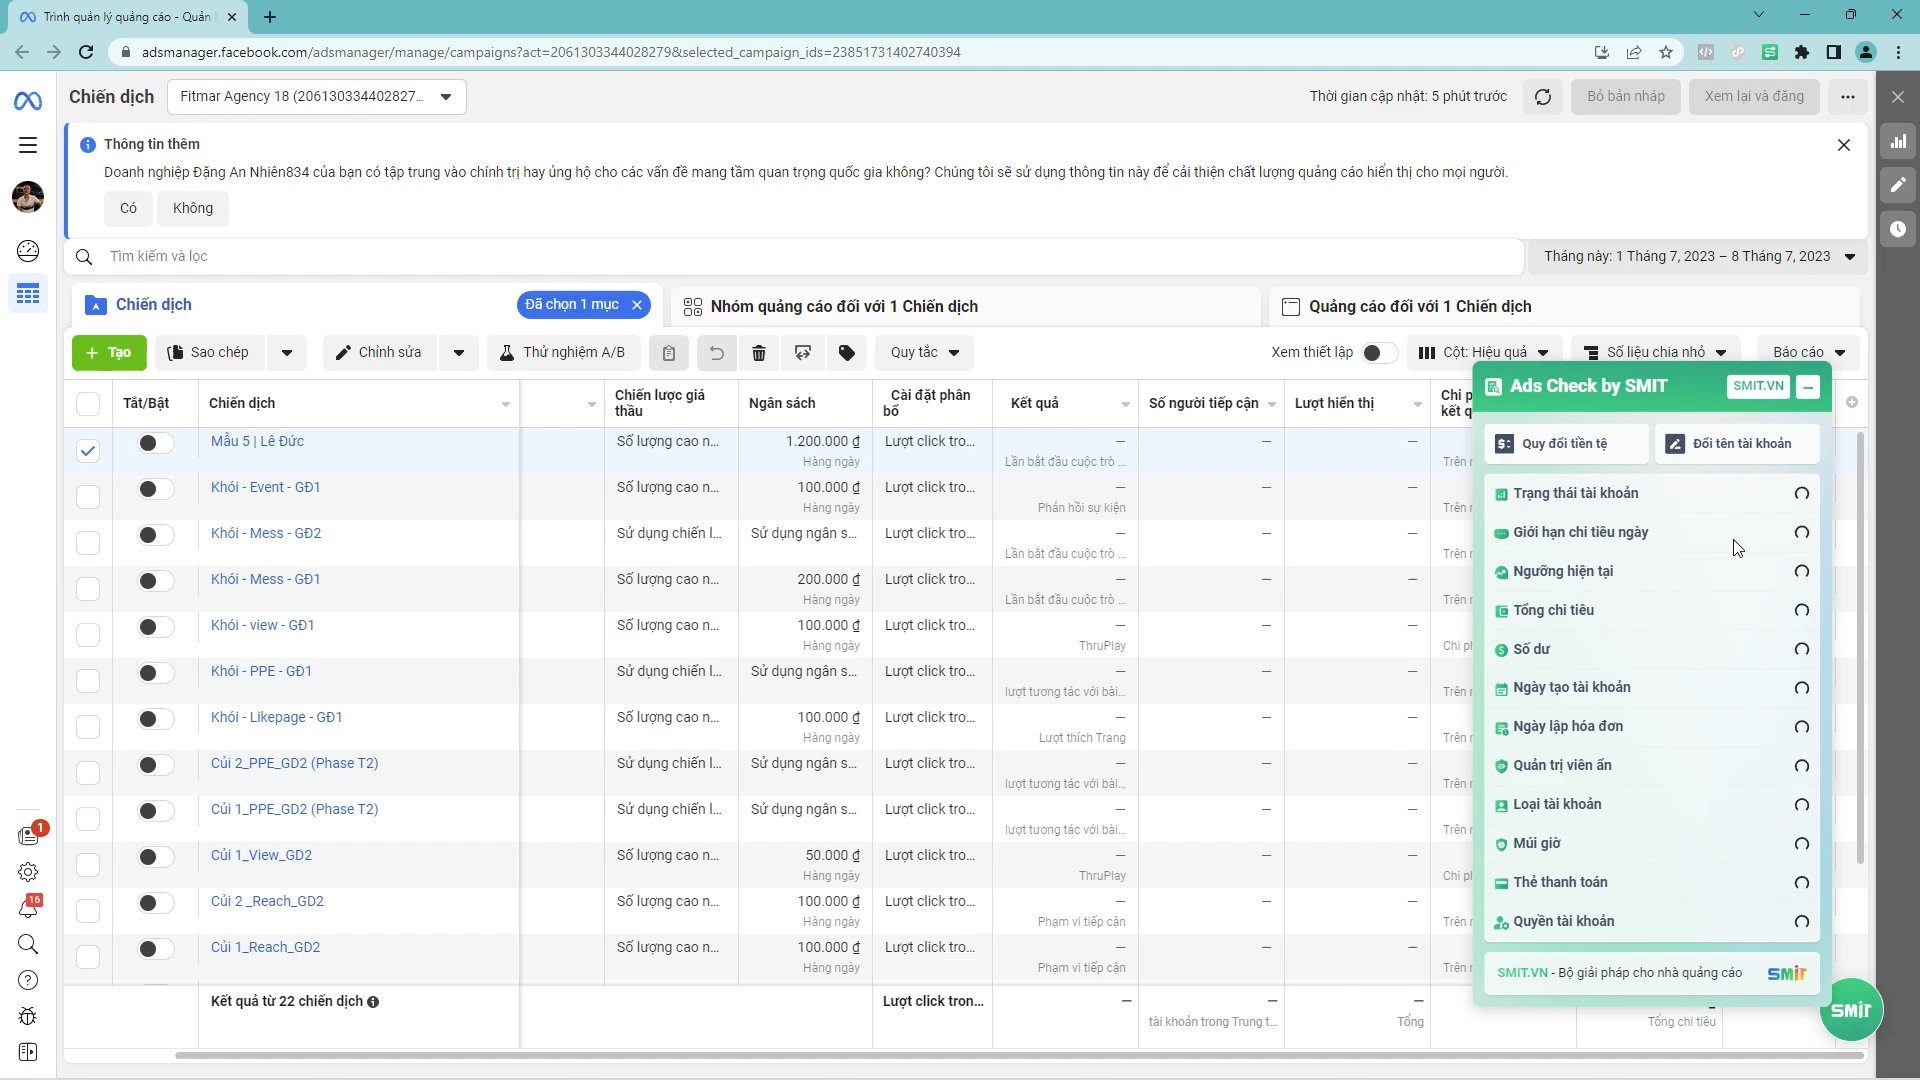 Trình quản lý quảng cáo - Quản
adsmanager.facebook.com/adsmanager/manage/campaigns?act=2061303344028279&selected_campaign_ids=23851731402740394
Chiến dịch
Fitmar Agency 18 (206130334402827...
Thời gian cập nhật: 5 phút trước
Bỏ bản nháp
Xem lại và đăng
Thông tin thêm
Doanh nghiệp Đặng An Nhiên834 của bạn có tập trung vào chính trị hay ủng hộ cho các vấn đề mang tầm quan trọng quốc gia không? Chúng tôi sẽ sử dụng thông tin này để cải thiện chất lượng quảng cáo hiển thị cho mọi người.
Có
Không
Tìm kiếm và lọc
Tháng này: 1 Tháng 7, 2023 – 8 Tháng 7, 2023
Chiến dịch
Đã chọn 1 mục
Nhóm quảng cáo đối với 1 Chiến dịch
Quảng cáo đối với 1 Chiến dịch
+ Tạo
Sao chép
Chỉnh sửa
Thử nghiệm A/B
Quy tắc
Xem thiết lập
Cột: Hiệu quả
Số liệu chia nhỏ
Báo cáo
Tắt/Bật
Chiến dịch
Chiến lược giá thầu
Ngân sách
Cài đặt phân bổ
Kết quả
Số người tiếp cận
Lượt hiển thị
Chi p
kết q
Mẫu 5 | Lê Đức
Số lượng cao n...
1.200.000 ₫
Lượt click tro...
—
—
—
Hàng ngày
Lần bắt đầu cuộc trò ...
Trên r
Khói - Event - GĐ1
Số lượng cao n...
100.000 ₫
Lượt click tro...
—
—
—
Hàng ngày
Phản hồi sự kiện
Trên r
Khói - Mess - GĐ2
Sử dụng chiến l...
Sử dụng ngân s...
Lượt click tro...
—
—
—
Lần bắt đầu cuộc trò ...
Trên r
Khói - Mess - GĐ1
Số lượng cao n...
200.000 ₫
Lượt click tro...
—
—
—
Hàng ngày
Lần bắt đầu cuộc trò ...
Trên r
Khói - view - GĐ1
Số lượng cao n...
100.000 ₫
Lượt click tro...
—
—
—
Hàng ngày
ThruPlay
Chi ph
Khói - PPE - GĐ1
Sử dụng chiến l...
Sử dụng ngân s...
Lượt click tro...
—
—
—
lượt tương tác với bài...
Trên r
Khói - Likepage - GĐ1
Số lượng cao n...
100.000 ₫
Lượt click tro...
—
—
—
Hàng ngày
Lượt thích Trang
Trên r
Củi 2_PPE_GD2 (Phase T2)
Sử dụng chiến l...
Sử dụng ngân s...
Lượt click tro...
—
—
—
lượt tương tác với bài...
Trên r
Củi 1_PPE_GD2 (Phase T2)
Sử dụng chiến l...
Sử dụng ngân s...
Lượt click tro...
—
—
—
lượt tương tác với bài...
Trên r
Củi 1_View_GD2
Số lượng cao n...
50.000 ₫
Lượt click tro...
—
—
—
Hàng ngày
ThruPlay
Chi ph
Củi 2 _Reach_GD2
Số lượng cao n...
100.000 ₫
Lượt click tro...
—
—
—
Hàng ngày
Phạm vi tiếp cận
Trên r
Củi 1_Reach_GD2
Số lượng cao n...
100.000 ₫
Lượt click tro...
—
—
—
Hàng ngày
Phạm vi tiếp cận
Trên r
Kết quả từ 22 chiến dịch
Lượt click tron...
—
—
—
tài khoản trong Trung t...
Tổng
Tổng chi tiêu
1
16
Ads Check by SMIT
SMIT.VN
Quy đổi tiền tệ
Đổi tên tài khoản
Trạng thái tài khoản
Giới hạn chi tiêu ngày
Ngưỡng hiện tại
Tổng chi tiêu
Số dư
Ngày tạo tài khoản
Ngày lập hóa đơn
Quản trị viên ẩn
Loại tài khoản
Múi giờ
Thẻ thanh toán
Quyền tài khoản
SMIT.VN - Bộ giải pháp cho nhà quảng cáo
SMIT
SMIT